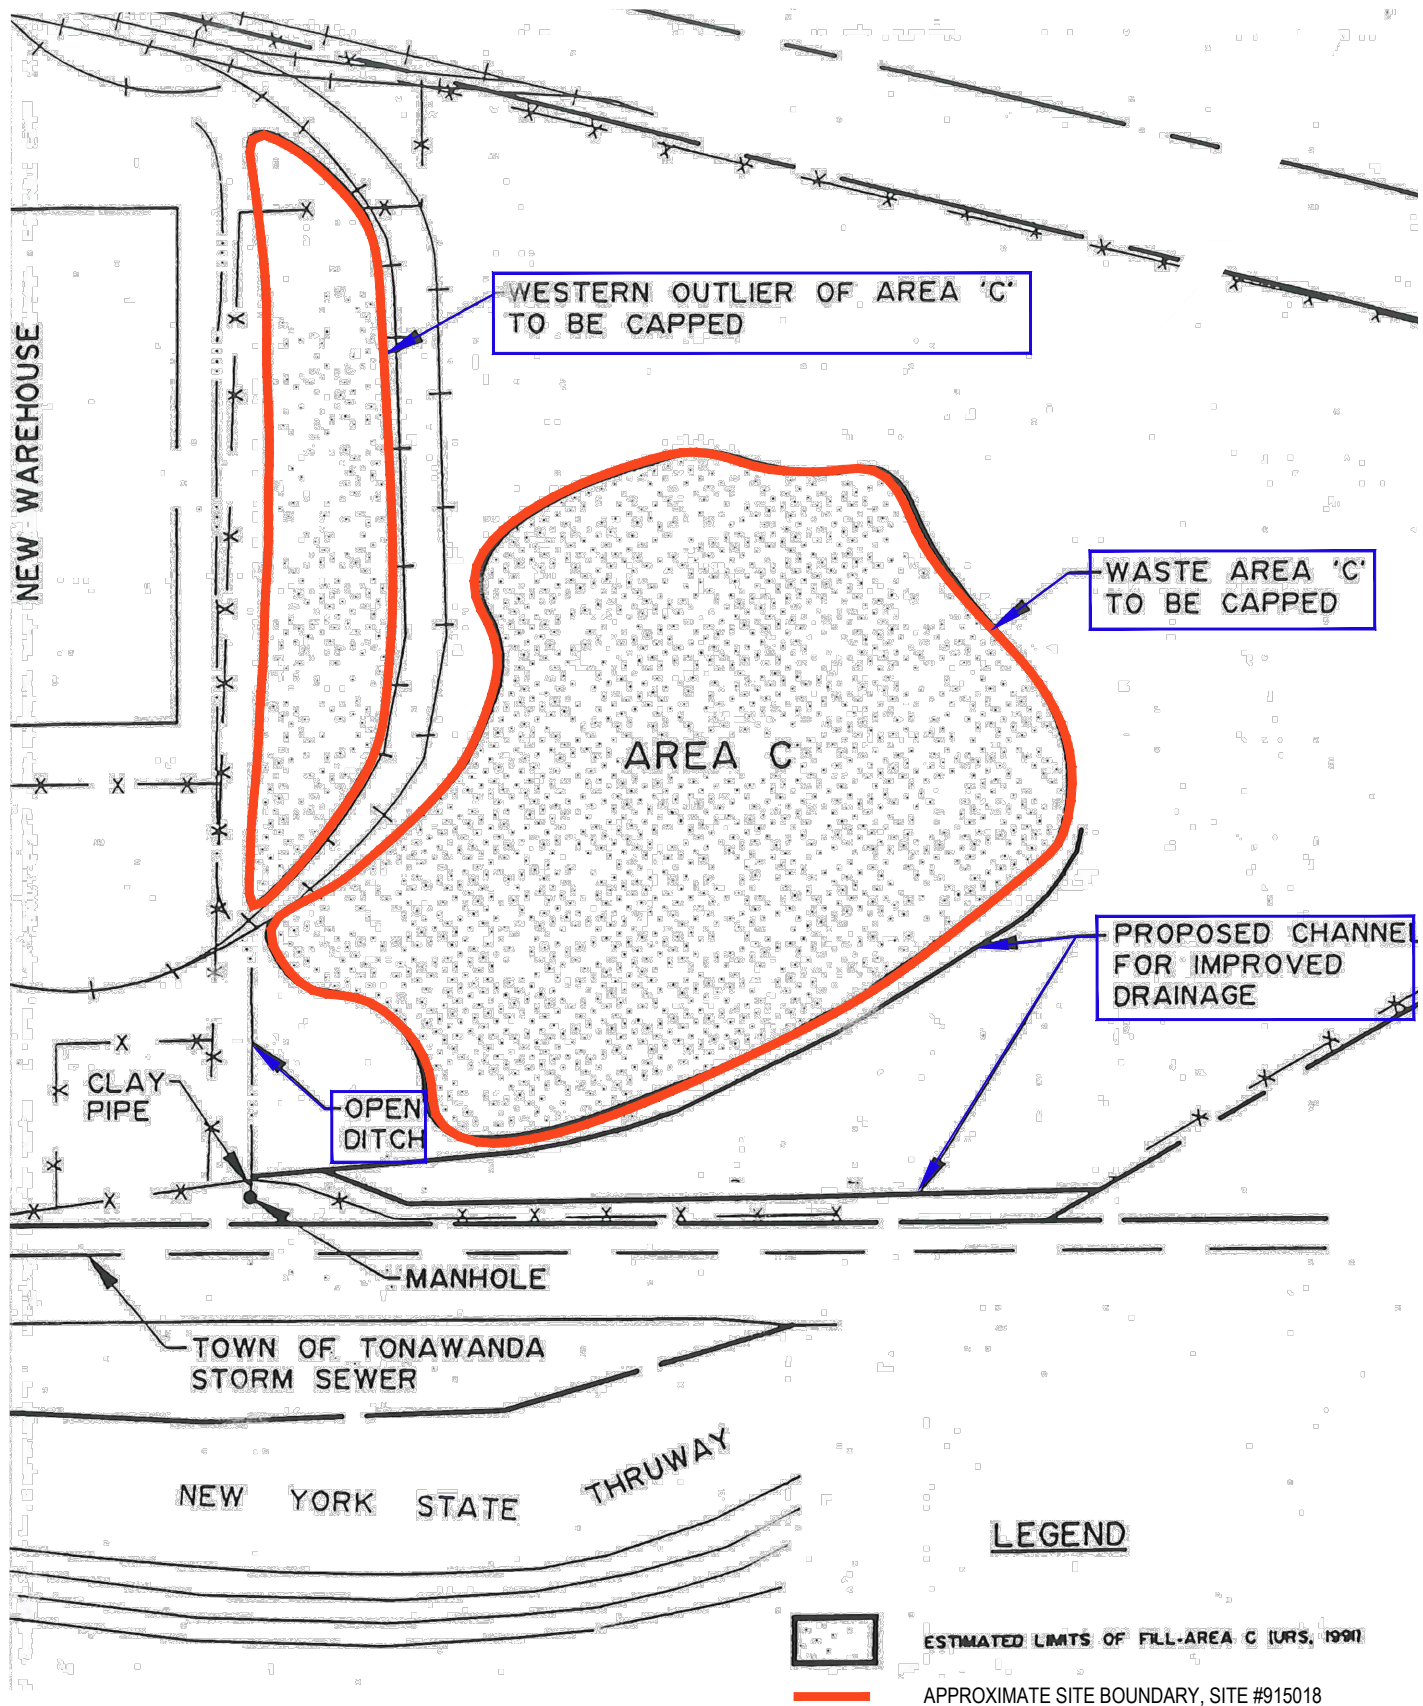 WESTERN OUTLIER OF AREA 'C'
TO BE CAPPED
NEW WAREHOUSE
WASTE AREA 'C'
TO BE CAPPED
AREA C
PROPOSED CHANNEL
FOR IMPROVED
DRAINAGE
CLAY
PIPE
OPEN
DITCH
MANHOLE
TOWN OF TONAWANDA
STORM SEWER
NEW YORK STATE THRUWAY
LEGEND
ESTIMATED LIMITS OF FILL-AREA C (URS, 1991)
APPROXIMATE SITE BOUNDARY, SITE #915018